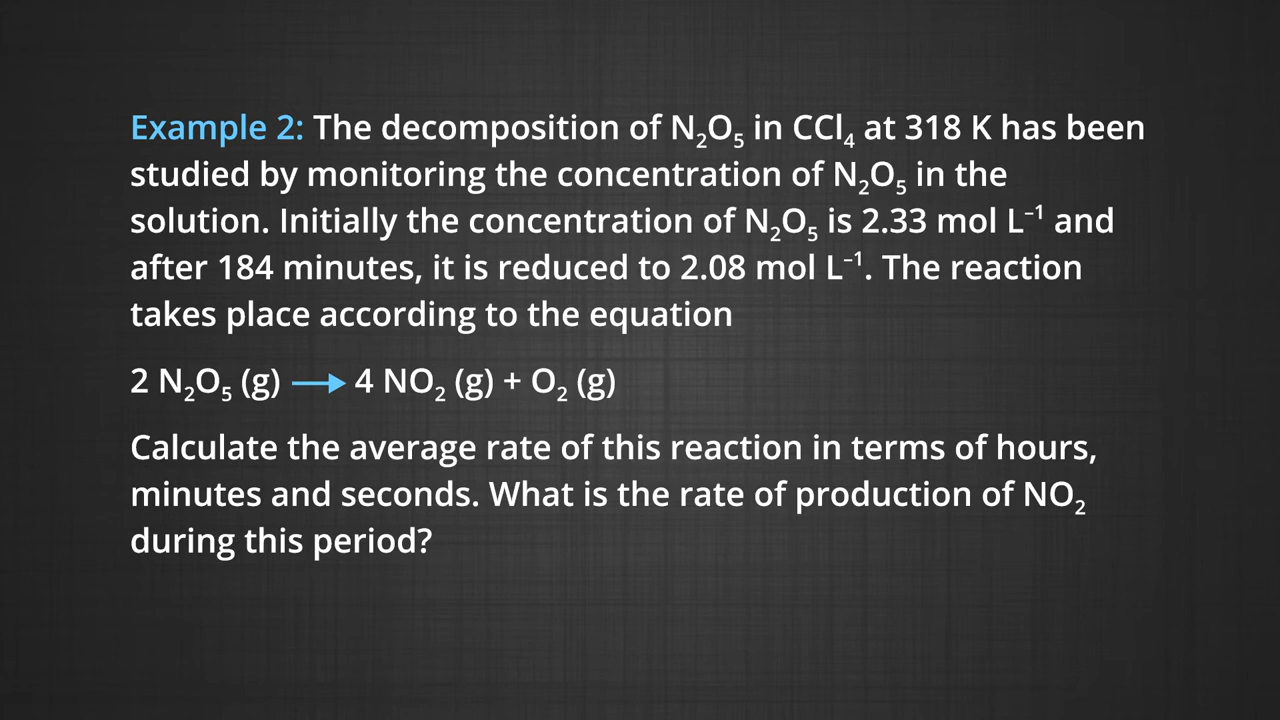 Example 2: The decomposition of N₂O₅ in CCl₄ at 318 K has been
studied by monitoring the concentration of N₂O₅ in the
solution. Initially the concentration of N₂O₅ is 2.33 mol L⁻¹ and
after 184 minutes, it is reduced to 2.08 mol L⁻¹. The reaction
takes place according to the equation
2 N₂O₅ (g) ⟶ 4 NO₂ (g) + O₂ (g)
Calculate the average rate of this reaction in terms of hours,
minutes and seconds. What is the rate of production of NO₂
during this period?